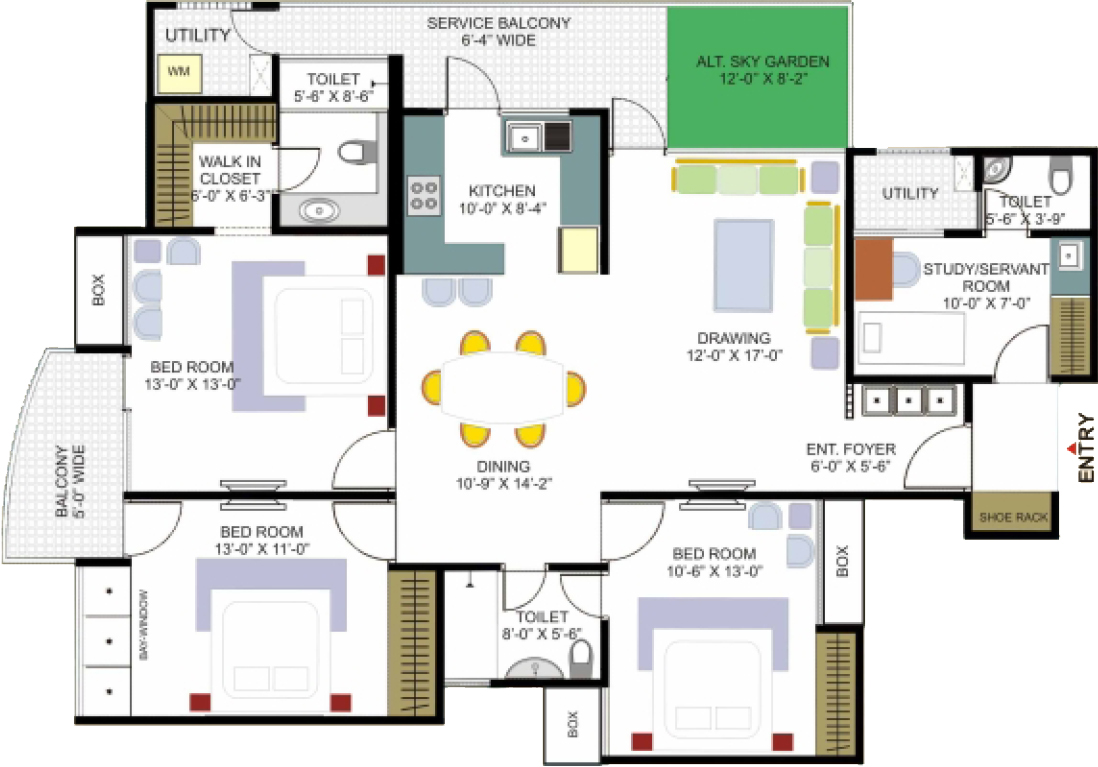 UTILITY
WM
SERVICE BALCONY
6'-4" WIDE
ALT. SKY GARDEN
12'-0" X 8'-2"
TOILET
5'-6" X 8'-6"
WALK IN
CLOSET
6'-0" X 6'-3"
KITCHEN
10'-0" X 8'-4"
UTILITY
TOILET
5'-6" X 3'-9"
STUDY/SERVANT
ROOM
10'-0" X 7'-0"
BOX
BED ROOM
13'-0" X 13'-0"
DRAWING
12'-0" X 17'-0"
BALCONY
5'-0" WIDE
DINING
10'-9" X 14'-2"
ENT. FOYER
6'-0" X 5'-6"
ENTRY
SHOE RACK
BED ROOM
13'-0" X 11'-0"
BED ROOM
10'-6" X 13'-0"
BOX
BAY-WINDOW
TOILET
8'-0" X 5'-6"
BOX